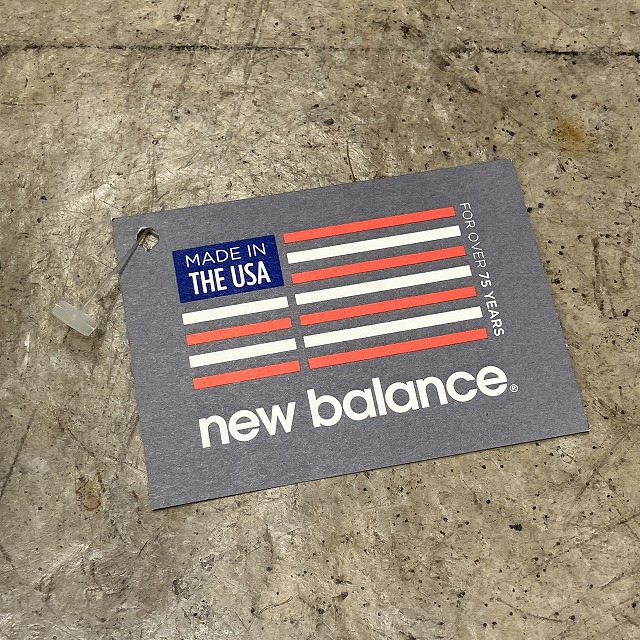 MADE IN
THE USA
FOR OVER 75 YEARS
new balance®